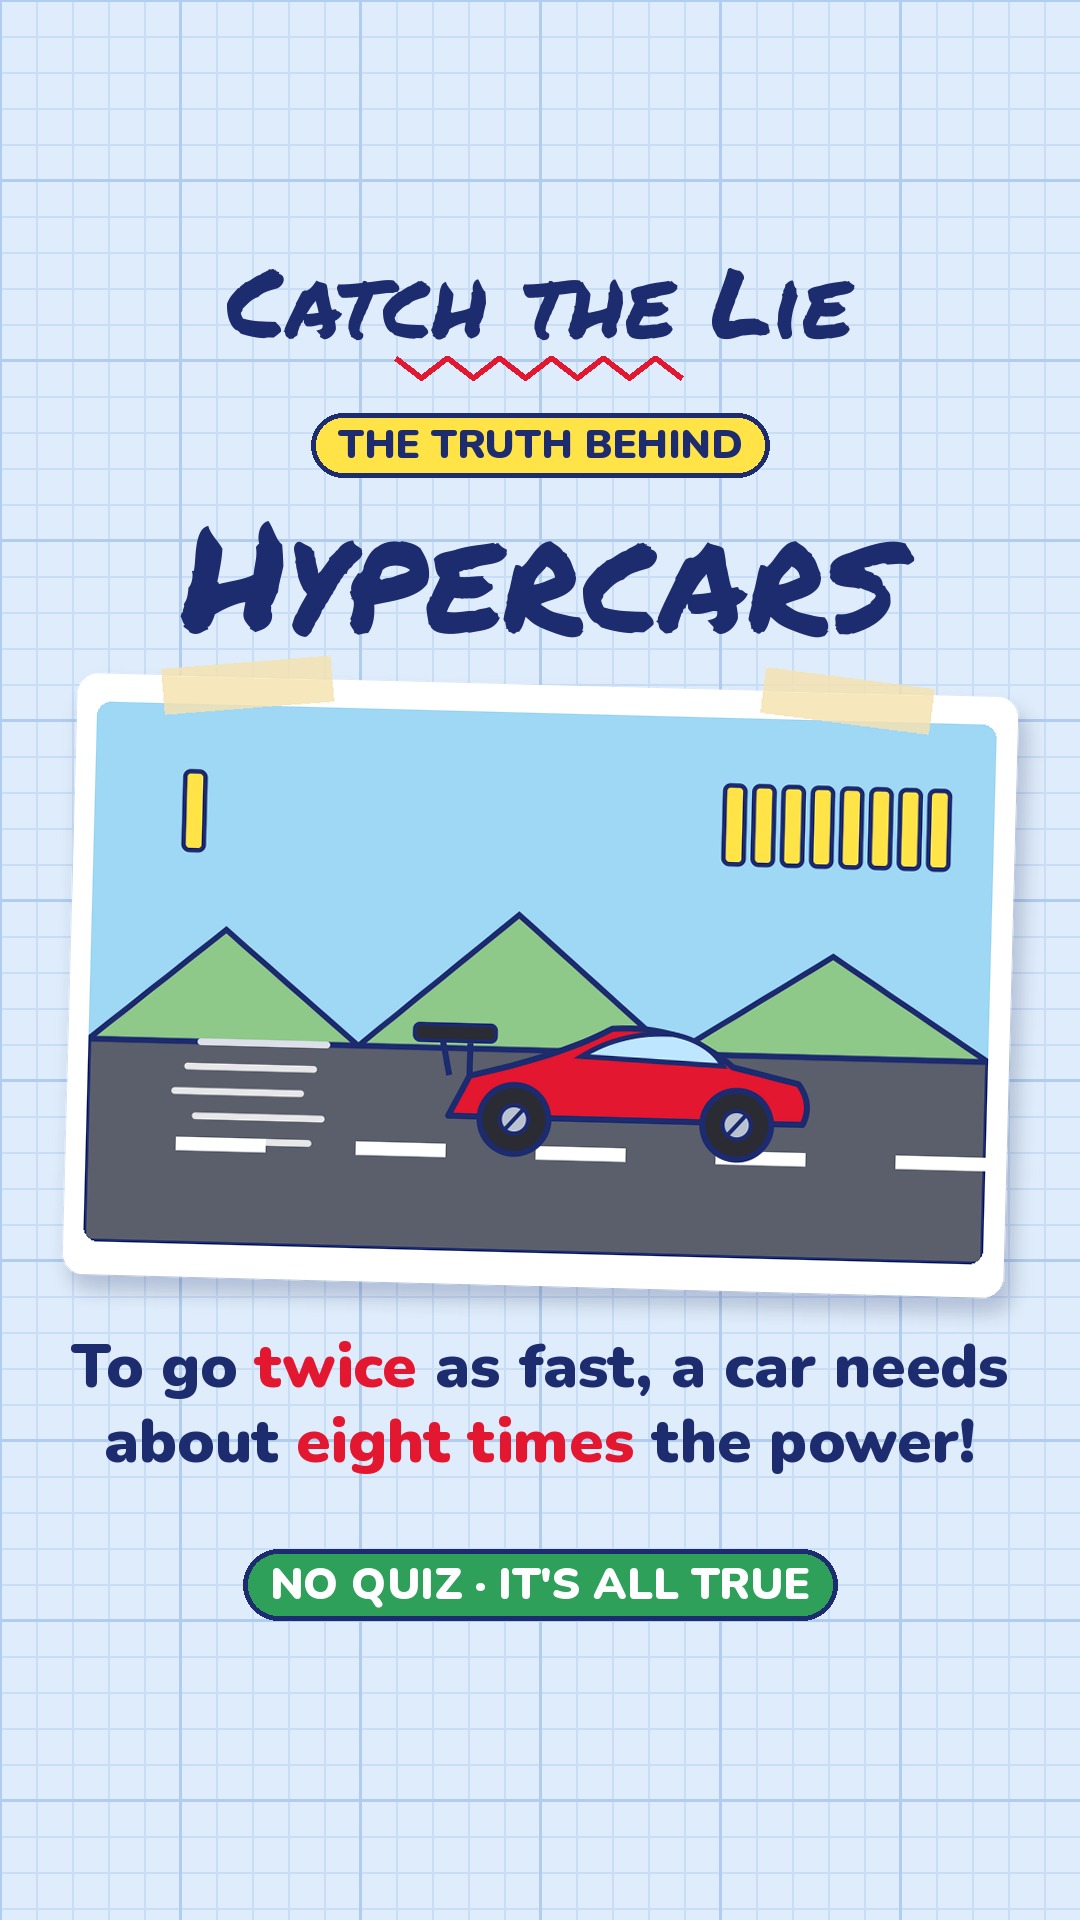 Catch the Lie
THE TRUTH BEHIND
Hypercars
To go twice as fast, a car needs
about eight times the power!
NO QUIZ · IT'S ALL TRUE